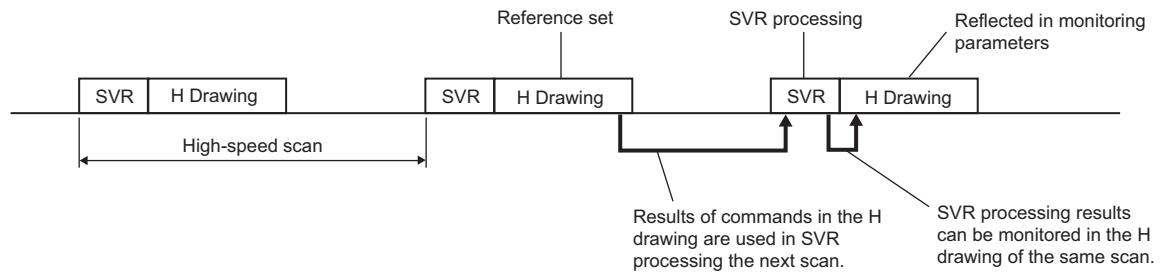 Reference set
SVR processing
Reflected in monitoring
parameters
SVR
H Drawing
SVR
H Drawing
SVR
H Drawing
High-speed scan
Results of commands in the H
drawing are used in SVR
processing the next scan.
SVR processing results
can be monitored in the H
drawing of the same scan.